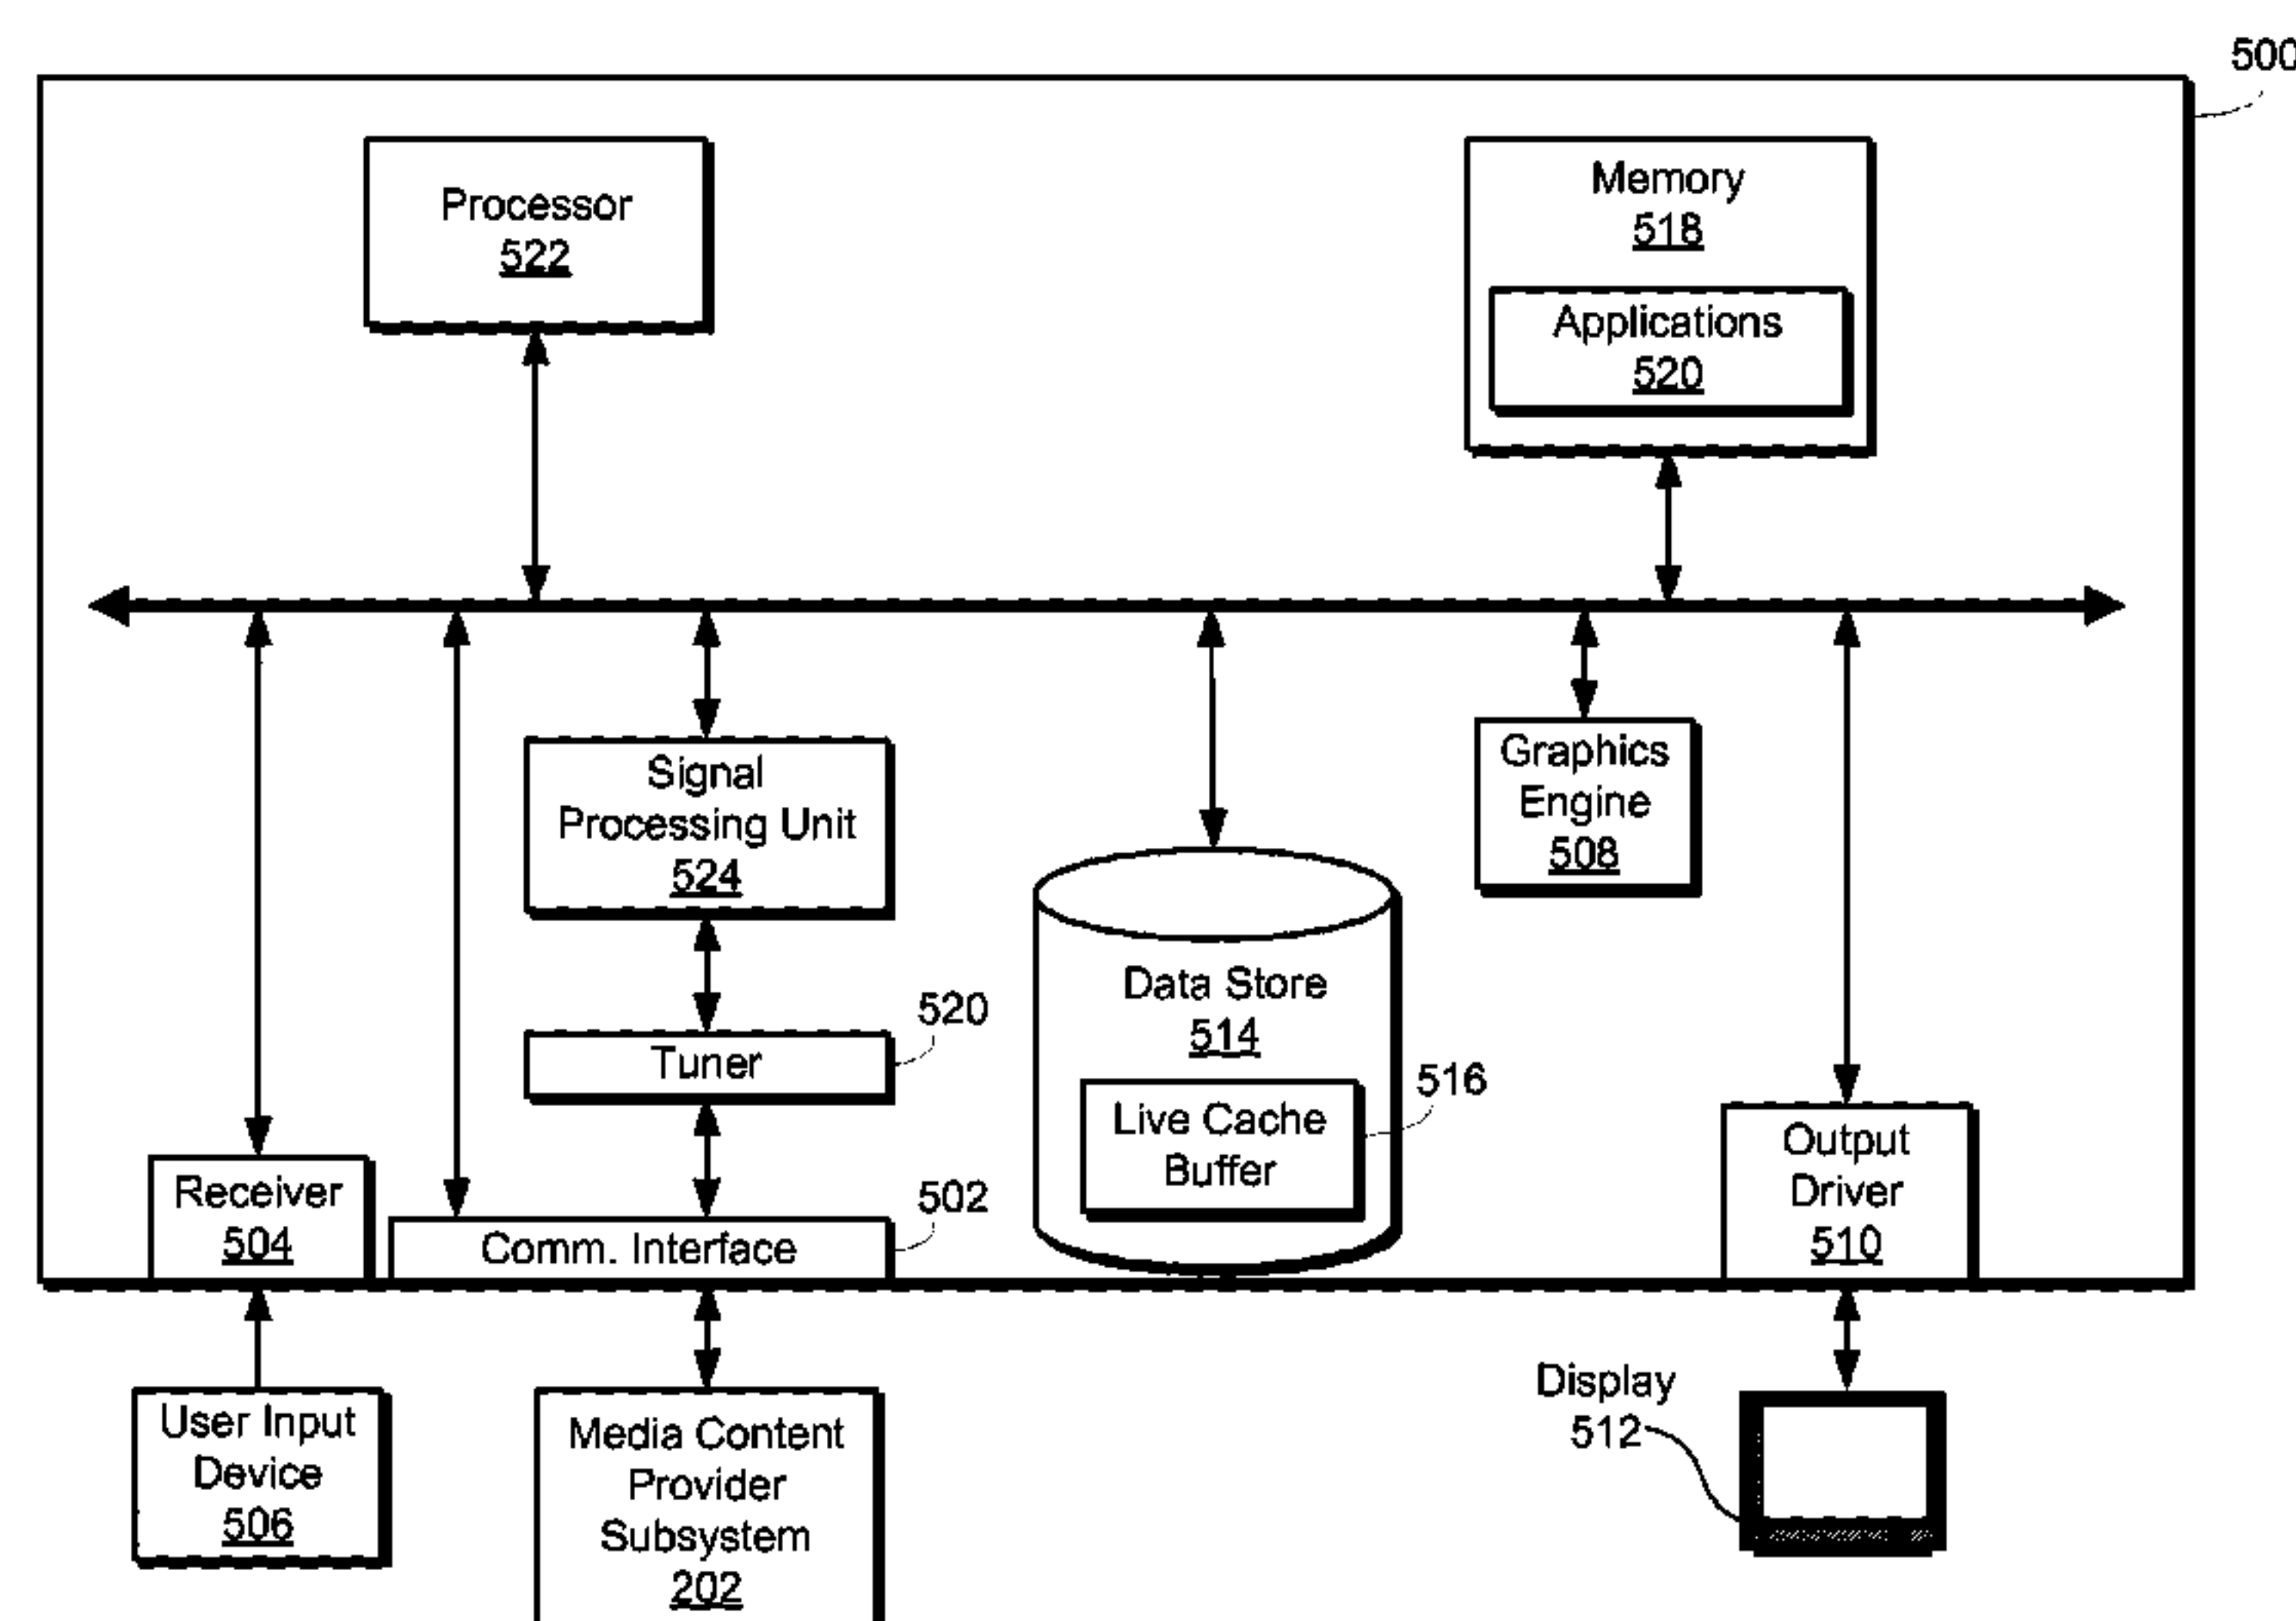 500
Processor
522
Memory
518
Applications
520
Signal
Processing Unit
524
Graphics
Engine
508
Tuner
520
Data Store
514
Live Cache
Buffer
516
Receiver
504
Comm. Interface
502
Output
Driver
510
User Input
Device
506
Media Content
Provider
Subsystem
202
Display
512